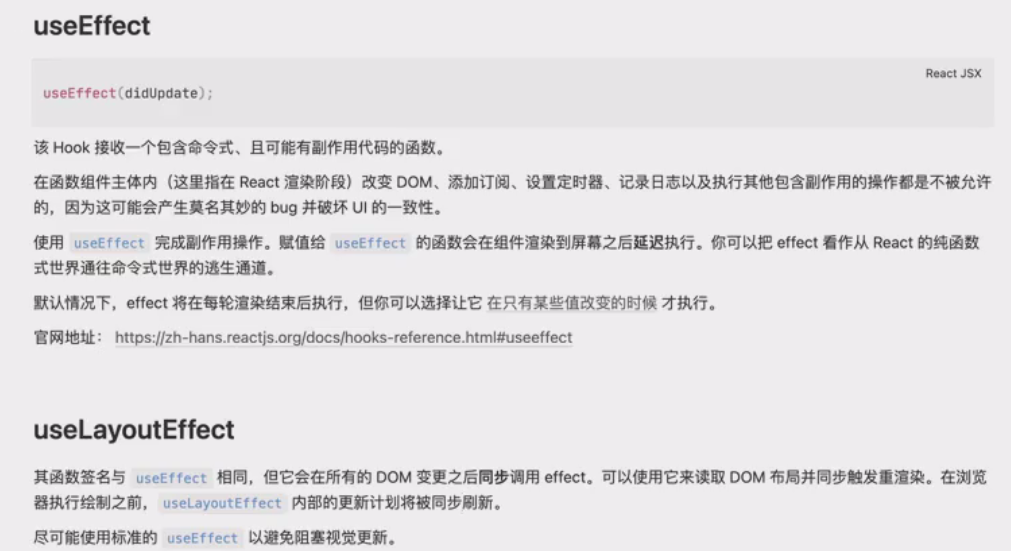 useEffect
React JSX
useEffect(didUpdate);
该 Hook 接收一个包含命令式、且可能有副作用代码的函数。
在函数组件主体内（这里指在 React 渲染阶段）改变 DOM、添加订阅、设置定时器、记录日志以及执行其他包含副作用的操作都是不被允许
的，因为这可能会产生莫名其妙的 bug 并破坏 UI 的一致性。
使用 useEffect 完成副作用操作。赋值给 useEffect 的函数会在组件渲染到屏幕之后延迟执行。你可以把 effect 看作从 React 的纯函数
式世界通往命令式世界的逃生通道。
默认情况下，effect 将在每轮渲染结束后执行，但你可以选择让它 在只有某些值改变的时候 才执行。
官网地址： https://zh-hans.reactjs.org/docs/hooks-reference.html#useeffect
useLayoutEffect
其函数签名与 useEffect 相同，但它会在所有的 DOM 变更之后同步调用 effect。可以使用它来读取 DOM 布局并同步触发重渲染。在浏览
器执行绘制之前， useLayoutEffect 内部的更新计划将被同步刷新。
尽可能使用标准的 useEffect 以避免阻塞视觉更新。